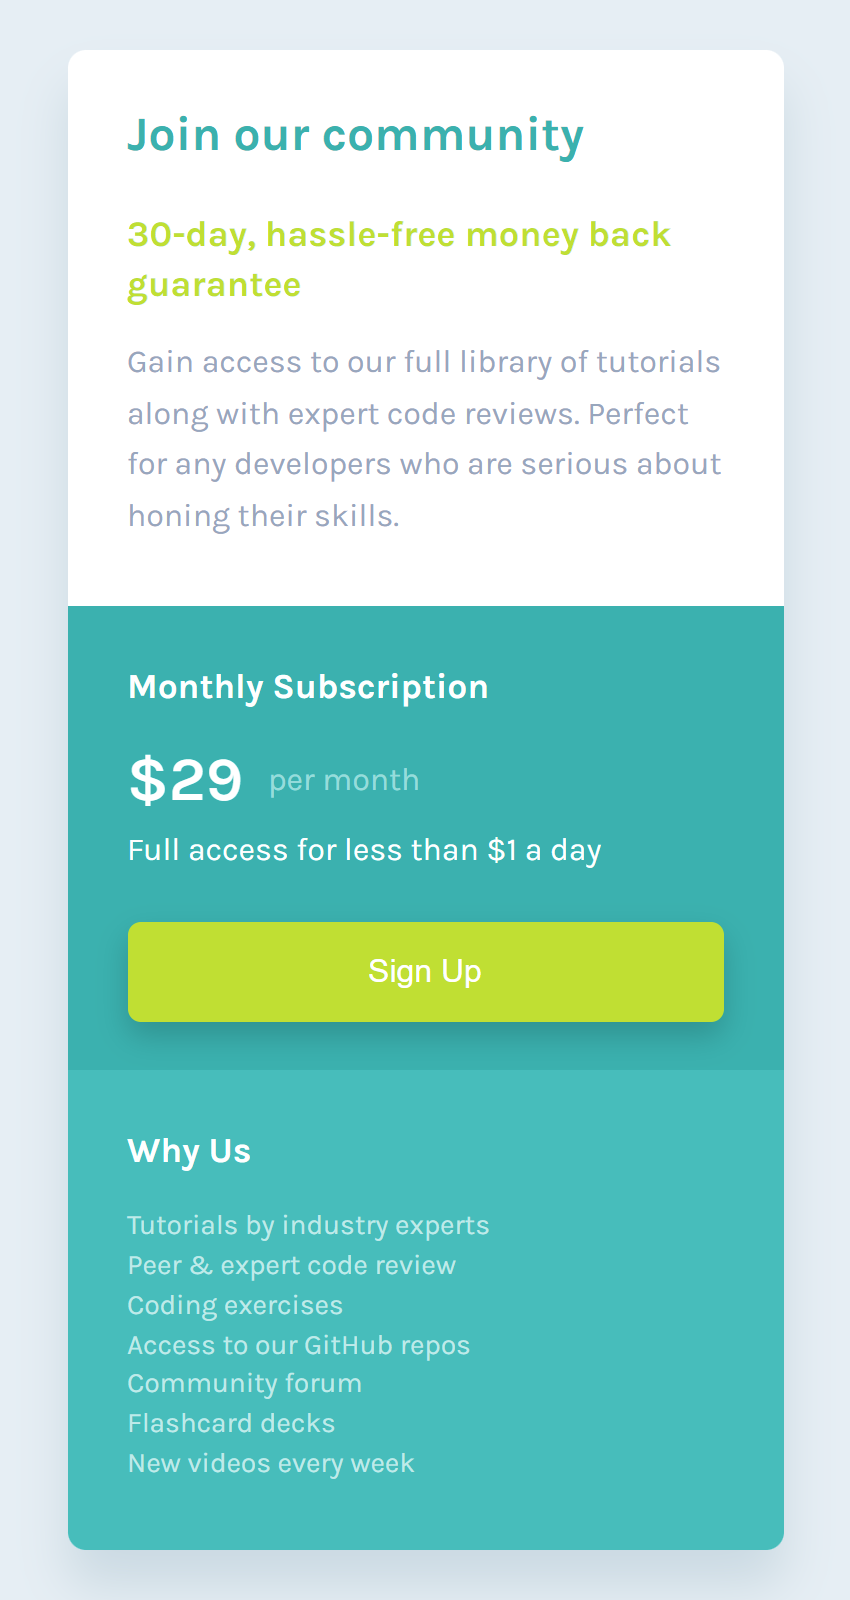 Join our community
30-day, hassle-free money back
guarantee
Gain access to our full library of tutorials
along with expert code reviews. Perfect
for any developers who are serious about
honing their skills.
Monthly Subscription
$29 per month
Full access for less than $1 a day
Sign Up
Why Us
Tutorials by industry experts
Peer & expert code review
Coding exercises
Access to our GitHub repos
Community forum
Flashcard decks
New videos every week